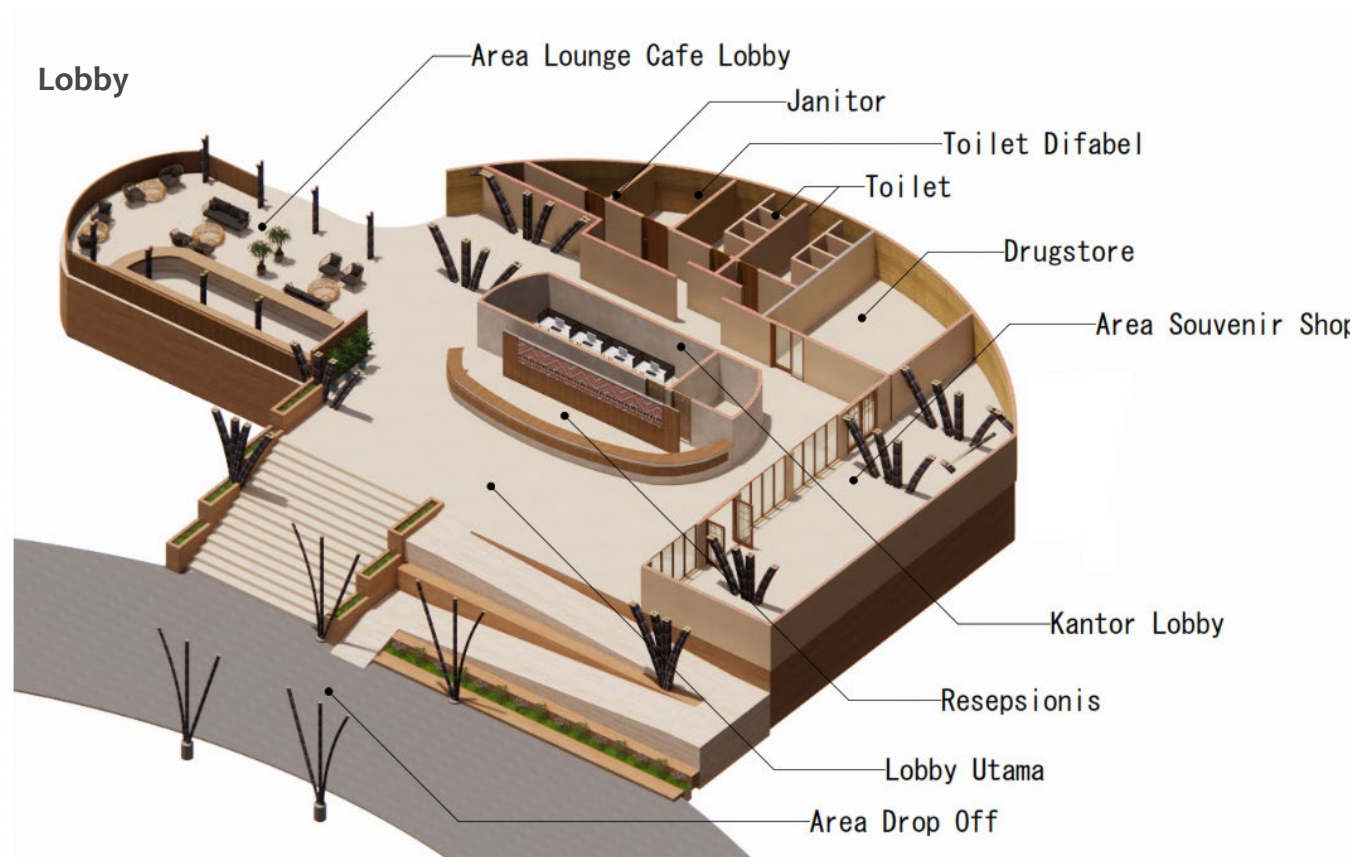 Lobby
Area Lounge Cafe Lobby
Janitor
Toilet Difabel
Toilet
Drugstore
Area Souvenir Shop
Kantor Lobby
Resepsionis
Lobby Utama
Area Drop Off